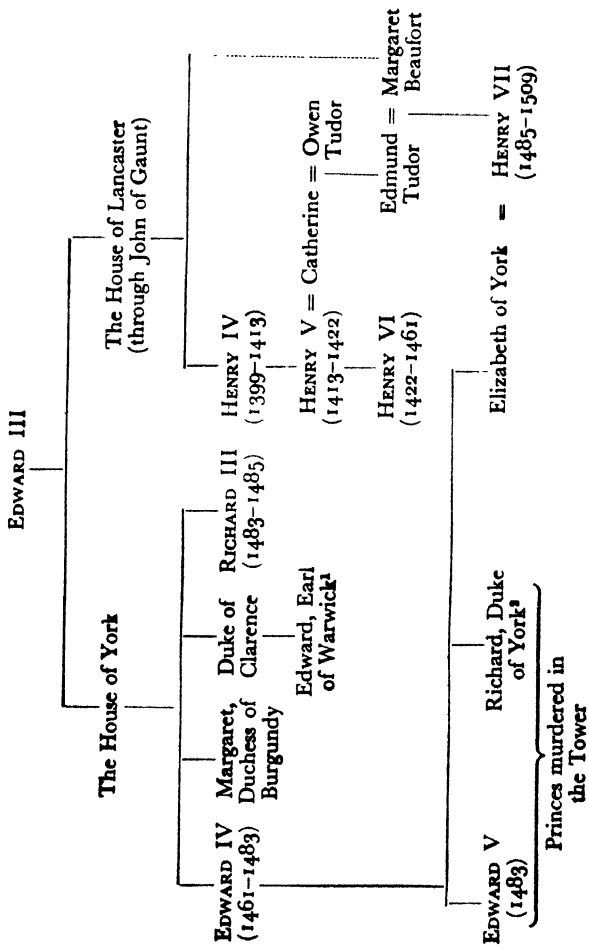 EDWARD III
The House of York
The House of Lancaster
(through John of Gaunt)
EDWARD IV
(1461–1483)
Margaret,
Duchess of
Burgundy
Duke of
Clarence
RICHARD III
(1483–1485)
HENRY IV
(1399–1413)
Edward, Earl
of Warwick¹
HENRY V = Catherine = Owen
(1413–1422)
Tudor
HENRY VI
(1422–1461)
Edmund = Margaret
Tudor
Beaufort
EDWARD V
(1483)
Richard, Duke
of York²
Elizabeth of York = HENRY VII
(1485–1509)
Princes murdered in
the Tower